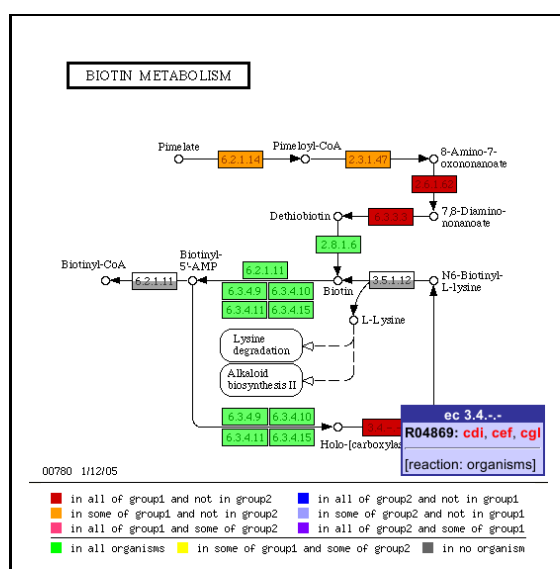 BIOTIN METABOLISM
Pimelate
6.2.1.14
Pimeloyl-CoA
2.3.1.47
8-Amino-7-
oxononanoate
2.6.1.62
Dethiobiotin
6.3.3.3
7,8-Diamino-
nonanoate
2.8.1.6
Biotinyl-CoA
6.2.1.11
Biotinyl-
5'-AMP
6.2.1.11
6.3.4.9
6.3.4.10
6.3.4.11
6.3.4.15
Biotin
3.5.1.12
N6-Biotinyl-
L-lysine
L-Lysine
Lysine
degradation
Alkaloid
biosynthesis II
6.3.4.9
6.3.4.10
6.3.4.11
6.3.4.15
Holo-[carboxylas
3.4.-.-
ec 3.4.-.-
R04869: cdi, cef, cgl
[reaction: organisms]
00780 1/12/05
in all of group1 and not in group2
in all of group2 and not in group1
in some of group1 and not in group2
in some of group2 and not in group1
in all of group1 and some of group2
in all of group2 and some of group1
in all organisms
in some of group1 and some of group2
in no organism